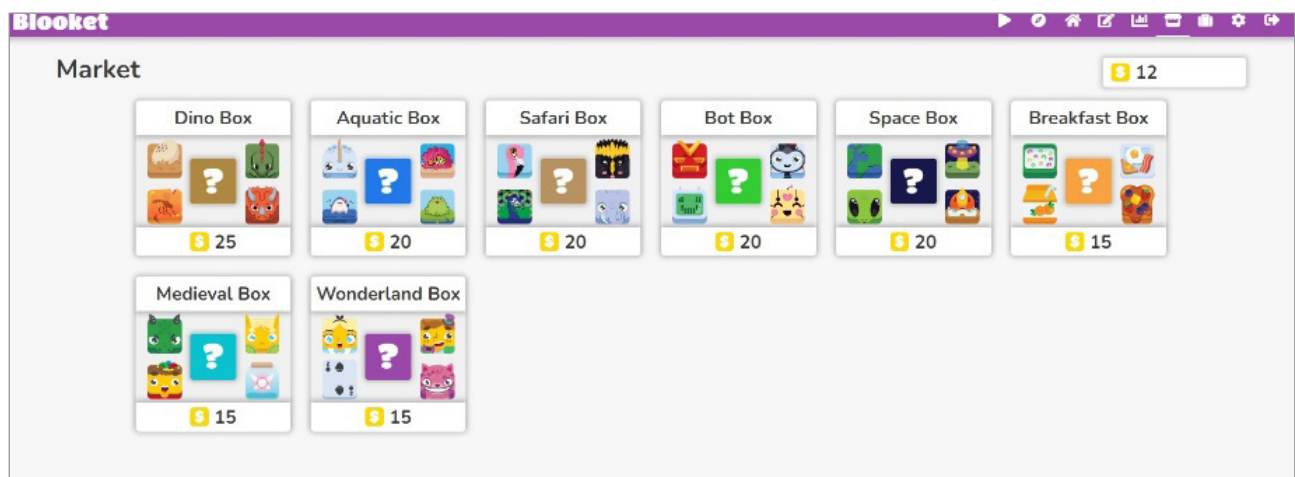 Blooket
Market
12
Dino Box
Aquatic Box
Safari Box
Bot Box
Space Box
Breakfast Box
?
?
?
?
?
?
25
20
20
20
20
15
Medieval Box
Wonderland Box
?
?
15
15